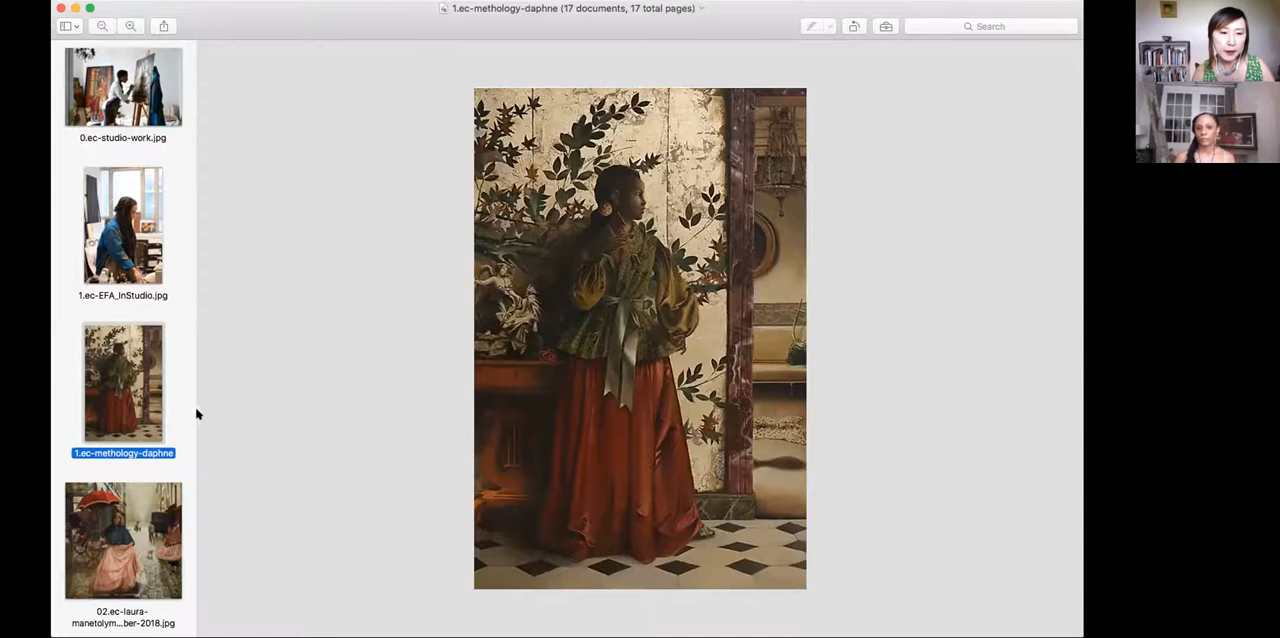 1.ec-methology-daphne (17 documents, 17 total pages)
Search
0.ec-studio-work.jpg
1.ec-EFA_InStudio.jpg
1.ec-methology-daphne
02.ec-laura-
manetolym...ber-2018.jpg